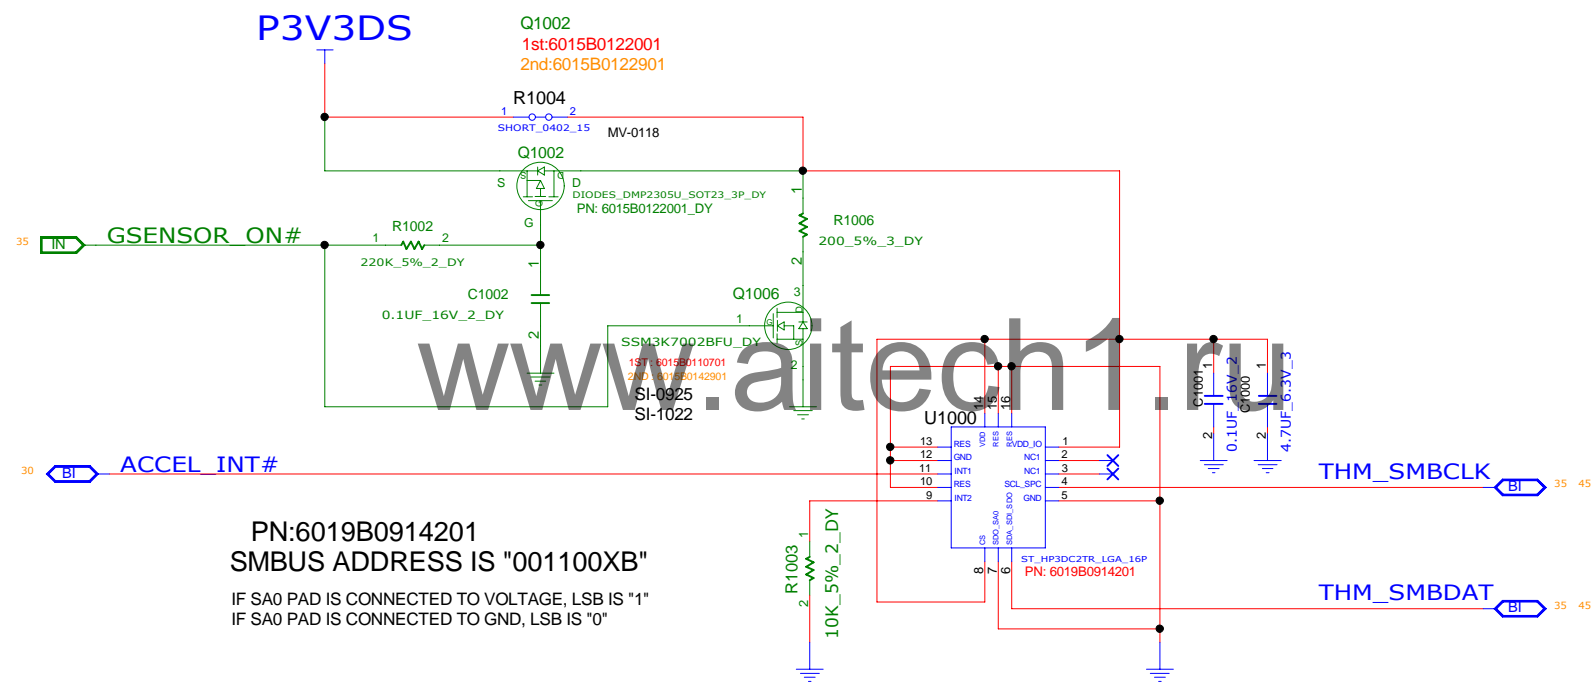 P3V3DS
Q1002
1st:6015B0122001
2nd:6015B0122901
R1004
1 2
SHORT_0402_15
MV-0118
Q1002
S S G D
DIODES_DMP2305U_SOT23_3P_DY
PN: 6015B0122001_DY
G
G
35 IN GSENSOR_ON#
R1002
1 2
220K_5%_2_DY
1
R1006
200_5%_3_DY
2
1
C1002
0.1UF_16V_2_DY
2
Q1006
3
D
1
G
S
SSM3K7002BFU_DY
2
1ST : 6015B0110701
2ND : 6015B0142901
SI-0925
SI-1022
www.aitech1.ru
C1001
1
2
0.1UF_16V_2
C1000
1
2
4.7UF_6.3V_3
U1000
14 15 16
VDD RES RES
13 RES VDD_IO 1
12 GND NC1 2
11 INT1 NC1 3
10 RES SCL_SPC 4
9 INT2 GND 5
CS SDO_SA0 SDA_SDI_SDO
8 7 6
ST_HP3DC2TR_LGA_16P
PN: 6019B0914201
30 BI ACCEL_INT#
THM_SMBCLK
BI 35 45
THM_SMBDAT
BI 35 45
R1003
1
2
10K_5%_2_DY
PN:6019B0914201
SMBUS ADDRESS IS "001100XB"
IF SA0 PAD IS CONNECTED TO VOLTAGE, LSB IS "1"
IF SA0 PAD IS CONNECTED TO GND, LSB IS "0"